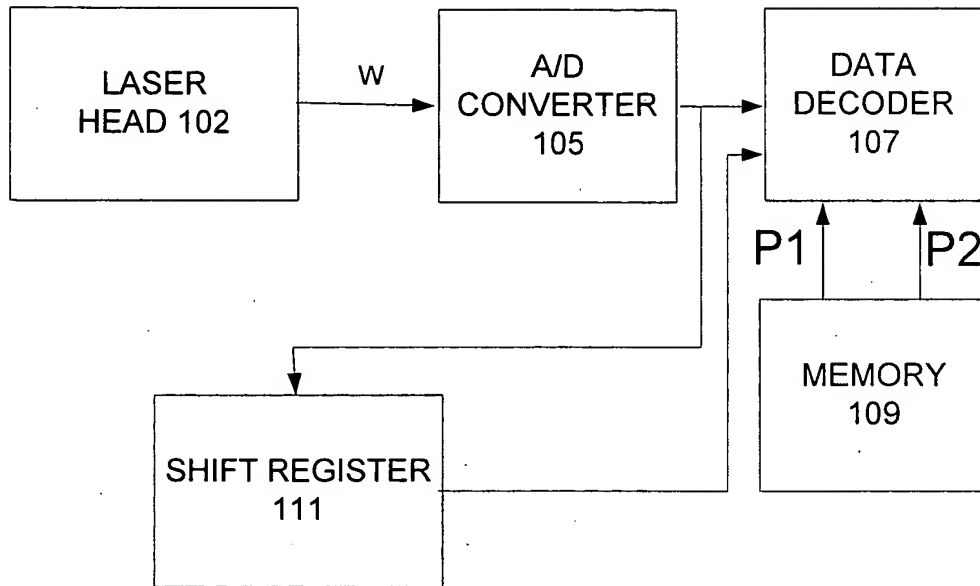 LASER
HEAD 102
W
A/D
CONVERTER
105
DATA
DECODER
107
P1
P2
MEMORY
109
SHIFT REGISTER
111